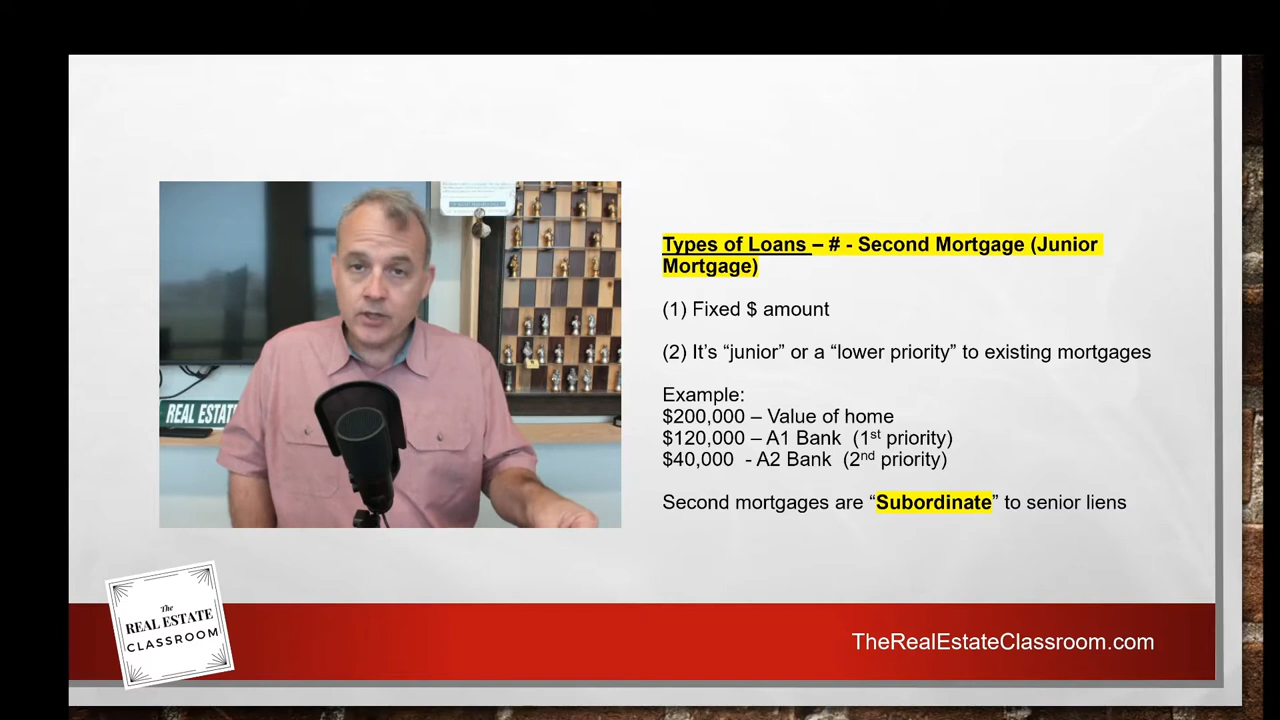 Types of Loans – # - Second Mortgage (Junior
Mortgage)
(1) Fixed $ amount
(2) It’s “junior” or a “lower priority” to existing mortgages
Example:
$200,000 – Value of home
$120,000 – A1 Bank (1st priority)
$40,000 - A2 Bank (2nd priority)
Second mortgages are “Subordinate” to senior liens
REAL ESTATE
The
REAL ESTATE
CLASSROOM
TheRealEstateClassroom.com